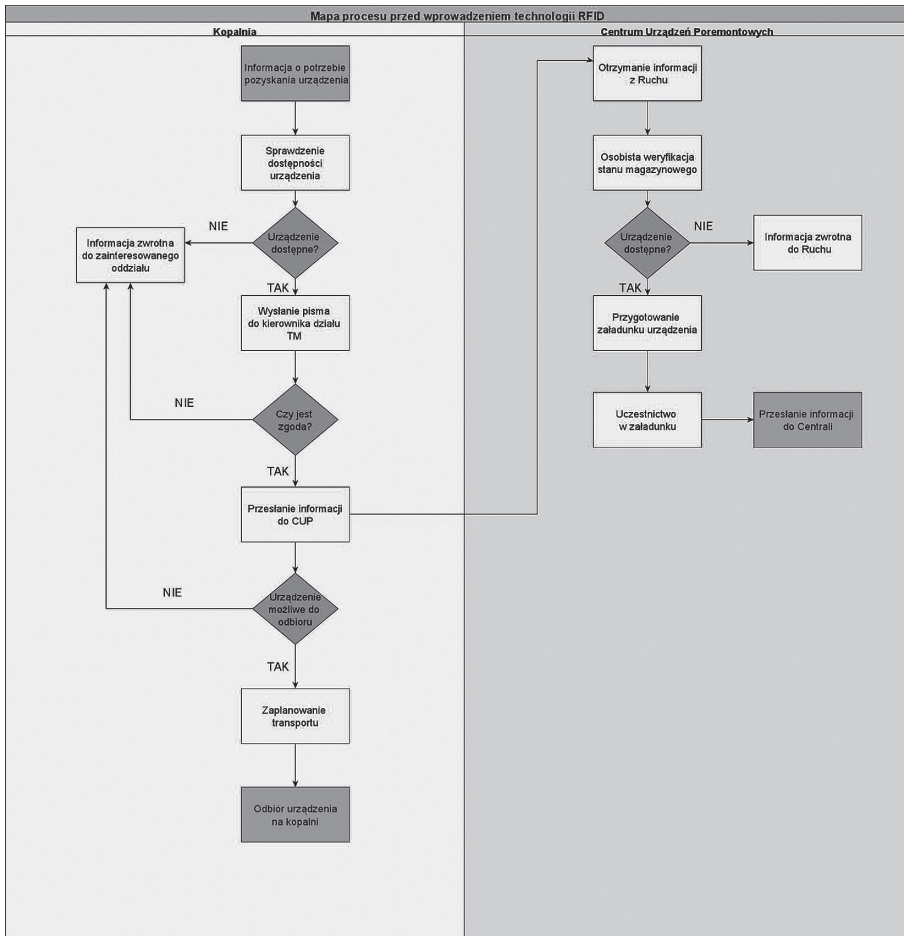 Mapa procesu przed wprowadzeniem technologii RFID
Kopalnia
Informacja o potrzebie
pozyskania urządzenia
Sprawdzenie
dostępności
urządzenia
Urządzenie
dostępne?
NIE
Informacja zwrotna
do zainteresowanego
oddziału
TAK
Wysłanie pisma
do kierownika działu
TM
Czy jest
zgoda?
NIE
TAK
Przesłanie informacji
do CUP
Urządzenie
możliwe do
odbioru
NIE
TAK
Zaplanowanie
transportu
Odbiór urządzenia
na kopalni
Centrum Urządzeń Poremontowych
Otrzymanie informacji
z Ruchu
Osobista weryfikacja
stanu magazynowego
Urządzenie
dostępne?
NIE
Informacja zwrotna
do Ruchu
TAK
Przygotowanie
załadunku urządzenia
Uczestnictwo
w załadunku
Przesłanie informacji
do Centrali